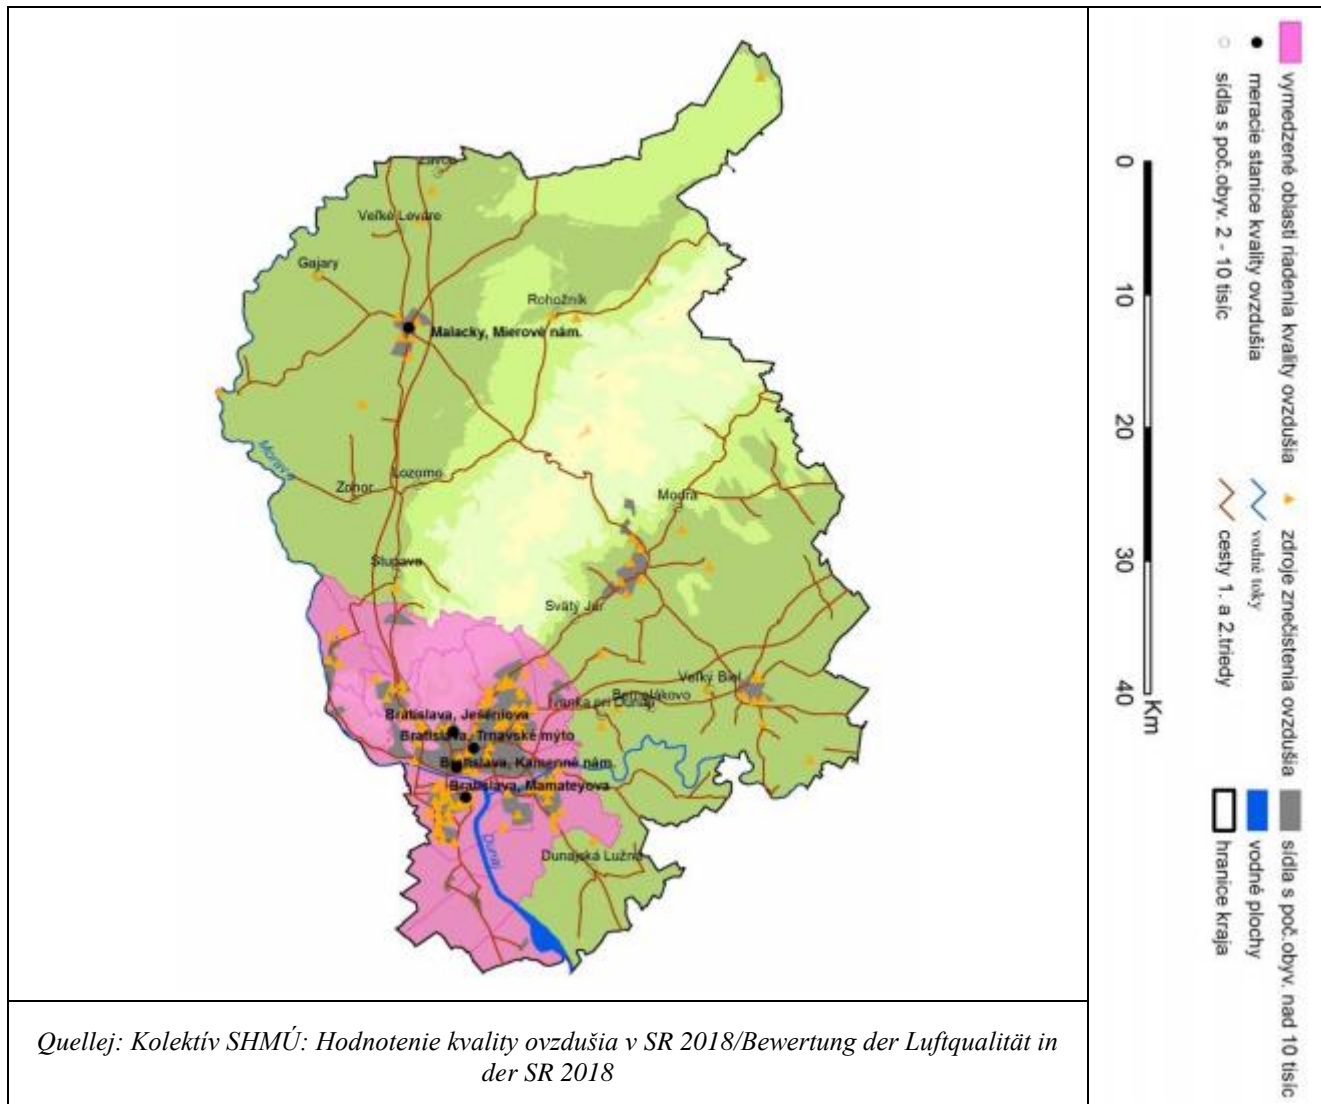 Závod
Veľké Leváre
Gajary
Rohožník
Malacky, Mierové nám.
Morava
Lozorno
Zohor
Modra
Stupava
Svätý Jur
Veľký Biel
Bernolákovo
Ivanka pri Dunaji
Bratislava, Jeséniova
Bratislava, Trnavské mýto
Bratislava, Kamenné nám.
Bratislava, Mamateyova
Dunaj
Dunajská Lužná
vymedzené oblasti riadenia kvality ovzdušia
meracie stanice kvality ovzdušia
sídla s poč.obyv. 2 - 10 tisíc
zdroje znečistenia ovzdušia
vodné toky
cesty 1. a 2.triedy
sídla s poč.obyv. nad 10 tisíc
vodné plochy
hranice kraja
0 10 20 30 40 Km
Quellej: Kolektív SHMÚ: Hodnotenie kvality ovzdušia v SR 2018/Bewertung der Luftqualität in
der SR 2018